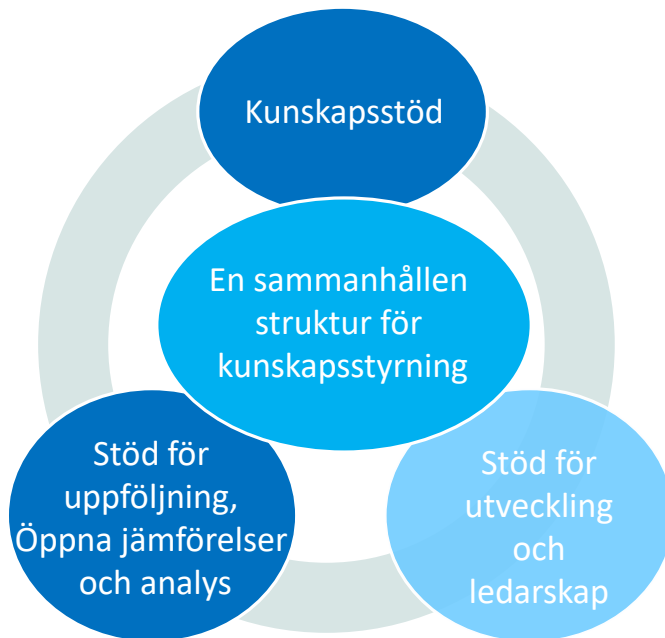 Kunskapsstöd
En sammanhållen
struktur för
kunskapsstyrning
Stöd för
uppföljning,
Öppna jämförelser
och analys
Stöd för
utveckling
och
ledarskap